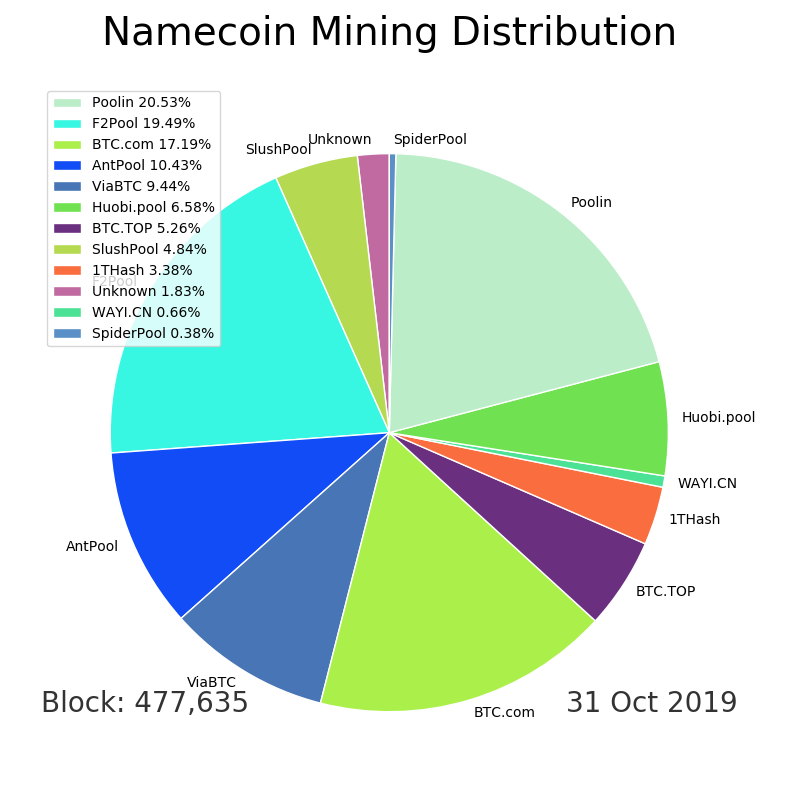 Namecoin Mining Distribution
Poolin 20.53%
F2Pool 19.49%
BTC.com 17.19%
AntPool 10.43%
ViaBTC 9.44%
Huobi.pool 6.58%
BTC.TOP 5.26%
SlushPool 4.84%
1THash 3.38%
Unknown 1.83%
WAYI.CN 0.66%
SpiderPool 0.38%
SlushPool
Unknown
SpiderPool
Poolin
F2Pool
Huobi.pool
WAYI.CN
1THash
AntPool
BTC.TOP
ViaBTC
BTC.com
Block: 477,635
31 Oct 2019